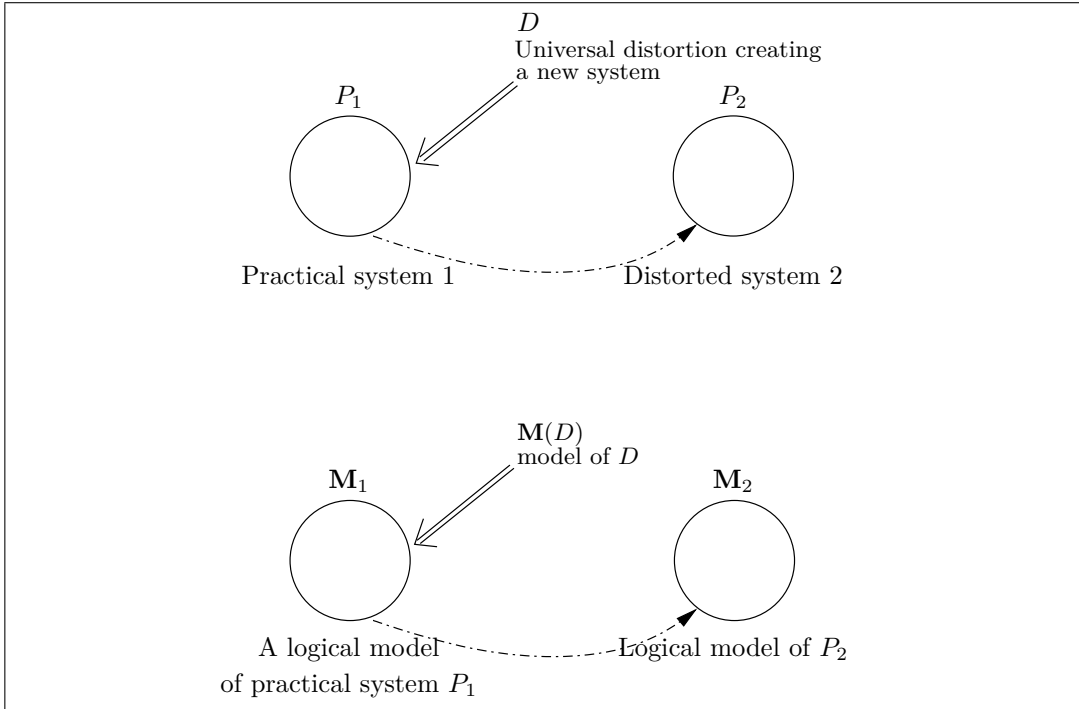 D
Universal distortion creating
a new system
P₁
P₂
Practical system 1
Distorted system 2
M(D)
model of D
M₁
M₂
A logical model
of practical system P₁
Logical model of P₂